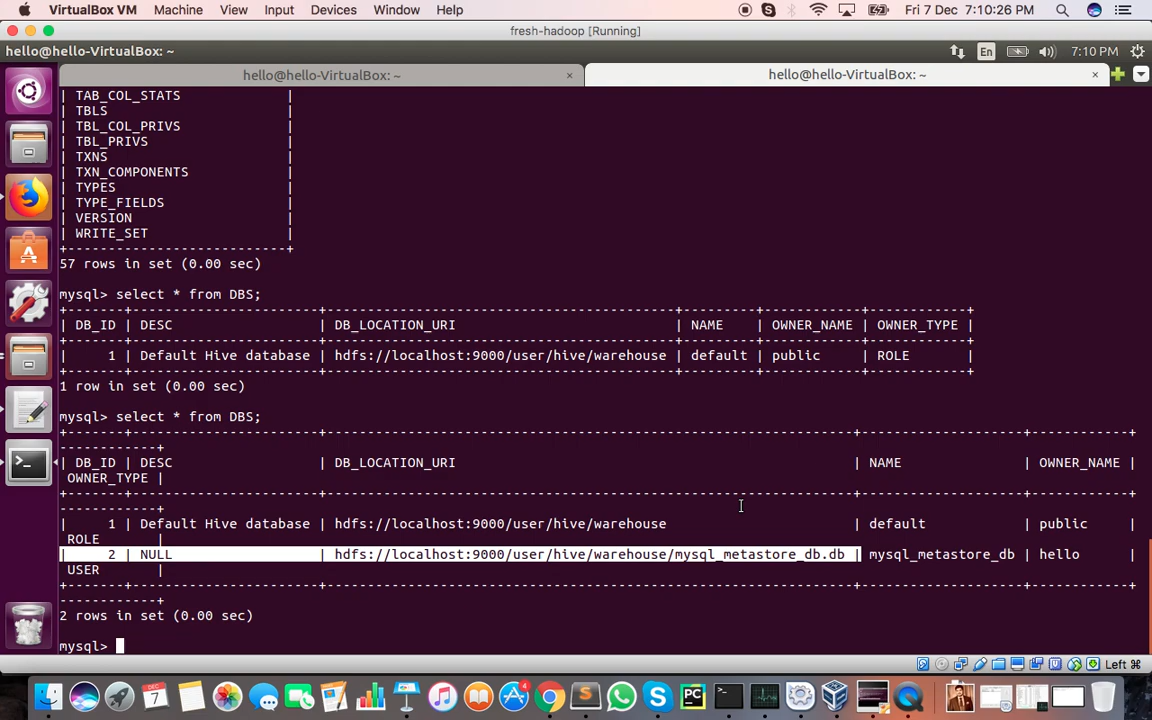 VirtualBox VM Machine View Input Devices Window Help Fri 7 Dec 7:10:26 PM
fresh-hadoop [Running]
hello@hello-VirtualBox: ~ En 7:10 PM
hello@hello-VirtualBox: ~ × hello@hello-VirtualBox: ~ ×
| TAB_COL_STATS |
| TBLS |
| TBL_COL_PRIVS |
| TBL_PRIVS |
| TXNS |
| TXN_COMPONENTS |
| TYPES |
| TYPE_FIELDS |
| VERSION |
| WRITE_SET |
+---------------------------+
57 rows in set (0.00 sec)
mysql> select * from DBS;
+-------+-----------------------+--------------------------------------+---------+------------+------------+
| DB_ID | DESC | DB_LOCATION_URI | NAME | OWNER_NAME | OWNER_TYPE |
+-------+-----------------------+--------------------------------------+---------+------------+------------+
| 1 | Default Hive database | hdfs://localhost:9000/user/hive/warehouse | default | public | ROLE |
+-------+-----------------------+--------------------------------------+---------+------------+------------+
1 row in set (0.00 sec)
mysql> select * from DBS;
+-------+-----------------------+-----------------------------------------------------------+--------------------+------------+
------------+
| DB_ID | DESC | DB_LOCATION_URI | NAME | OWNER_NAME |
OWNER_TYPE |
+-------+-----------------------+-----------------------------------------------------------+--------------------+------------+
------------+
| 1 | Default Hive database | hdfs://localhost:9000/user/hive/warehouse | default | public |
ROLE |
| 2 | NULL | hdfs://localhost:9000/user/hive/warehouse/mysql_metastore_db.db | mysql_metastore_db | hello |
USER |
+-------+-----------------------+-----------------------------------------------------------+--------------------+------------+
------------+
2 rows in set (0.00 sec)
mysql>
Left ⌘